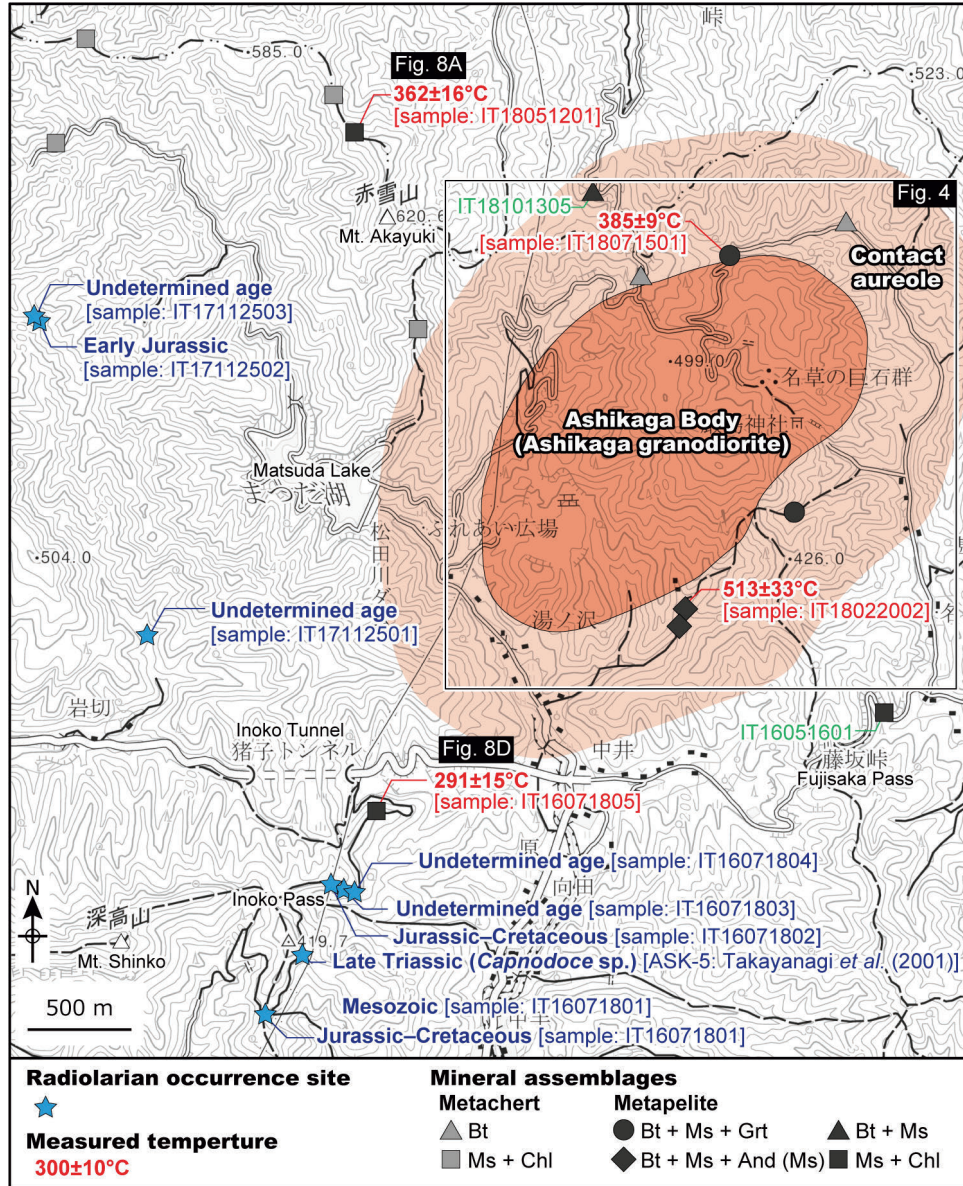 峠
585.0
Fig. 8A
523.0
362±16°C
[sample: IT18051201]
赤雪山
620.6
Mt. Akayuki
Fig. 4
IT18101305
385±9°C
[sample: IT18071501]
Contact
aureole
Undetermined age
[sample: IT17112503]
Early Jurassic
[sample: IT17112502]
499.0
名草の巨石群
神社
Ashikaga Body
(Ashikaga granodiorite)
Matsuda Lake
まつだ湖
松田川ダ
ふれあい広場
504.0
426.0
513±33°C
[sample: IT18022002]
湯ノ沢
Undetermined age
[sample: IT17112501]
岩切
Inoko Tunnel
猪子トンネル
Fig. 8D
中井
IT16051601
藤坂峠
Fujisaka Pass
291±15°C
[sample: IT16071805]
原
向田
Undetermined age [sample: IT16071804]
N
Inoko Pass
深高山
Undetermined age [sample: IT16071803]
Jurassic–Cretaceous [sample: IT16071802]
419.7
Mt. Shinko
Late Triassic (Capnodoce sp.) [ASK-5: Takayanagi et al. (2001)]
500 m
Mesozoic [sample: IT16071801]
Jurassic–Cretaceous [sample: IT16071801]
Radiolarian occurrence site
Measured temperture
300±10°C
Mineral assemblages
Metachert
Bt
Ms + Chl
Metapelite
Bt + Ms + Grt
Bt + Ms
Bt + Ms + And (Ms)
Ms + Chl